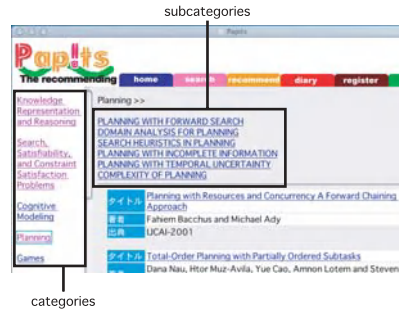 subcategories
Papits
Pap!ts
The recommending
home
search
recommend
diary
register
Knowledge
Representation
and Reasoning
Search,
Satisfiability,
and Constraint
Satisfaction
Problems
Cognitive
Modeling
Planning
Games
Planning >>
PLANNING WITH FORWARD SEARCH
DOMAIN ANALYSIS FOR PLANNING
SEARCH HEURISTICS IN PLANNING
PLANNING WITH INCOMPLETE INFORMATION
PLANNING WITH TEMPORAL UNCERTAINTY
COMPLEXITY OF PLANNING
タイトル Planning with Resources and Concurrency A Forward Chaining
Approach
著者 Fahiem Bacchus and Michael Ady
出典 IJCAI-2001
タイトル Total-Order Planning with Partially Ordered Subtasks
Dana Nau, Htor Muz-Avila, Yue Cao, Amnon Lotem and Steven
categories